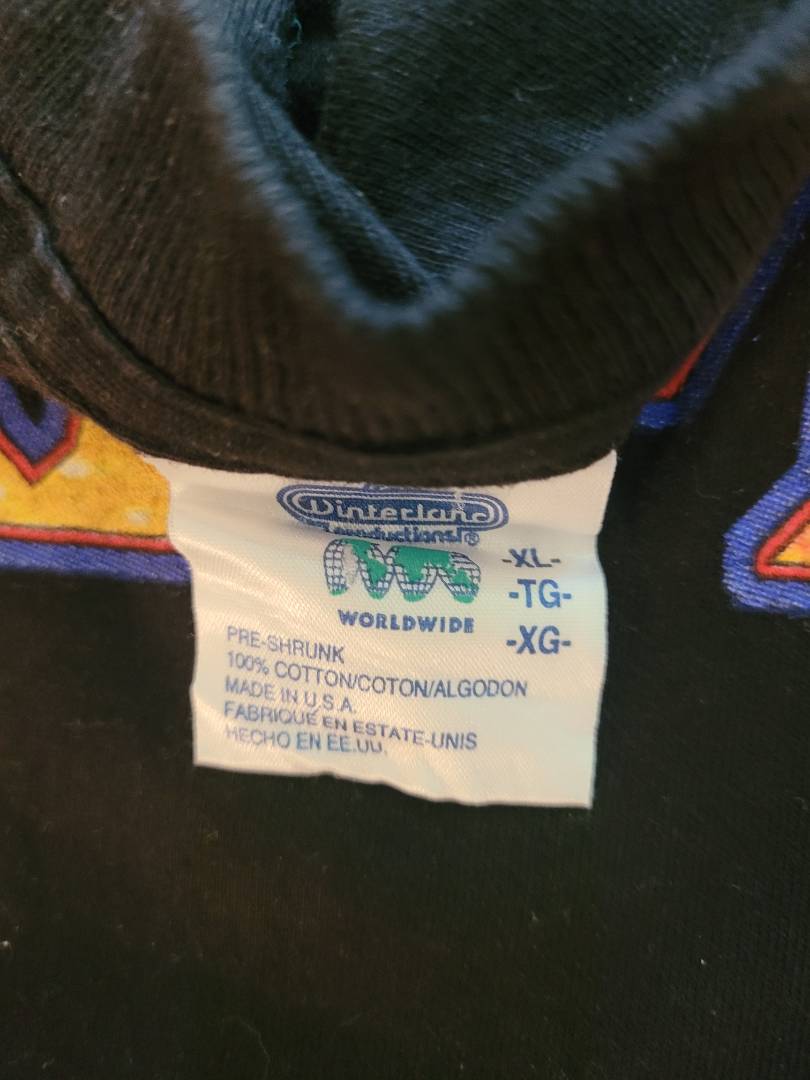 Winterland
Productions®
WORLDWIDE
-XL-
-TG-
-XG-
PRE-SHRUNK
100% COTTON/COTON/ALGODON
MADE IN U.S.A.
FABRIQUÉ EN ESTATE-UNIS
HECHO EN EE.UU.